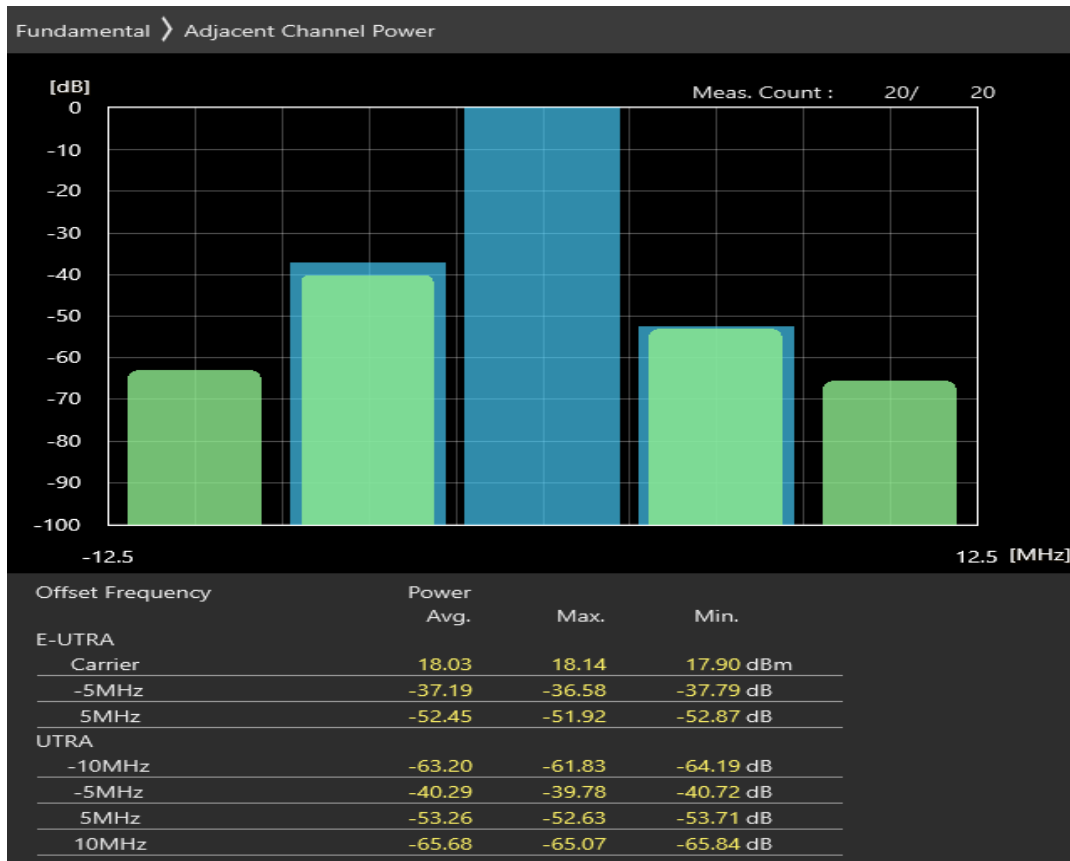 Fundamental 》 Adjacent Channel Power
[dB]
Meas. Count : 20/ 20
0
-10
-20
-30
-40
-50
-60
-70
-80
-90
-100
-12.5 12.5 [MHz]
Offset Frequency Power
Avg. Max. Min.
E-UTRA
Carrier 18.03 18.14 17.90 dBm
-5MHz -37.19 -36.58 -37.79 dB
5MHz -52.45 -51.92 -52.87 dB
UTRA
-10MHz -63.20 -61.83 -64.19 dB
-5MHz -40.29 -39.78 -40.72 dB
5MHz -53.26 -52.63 -53.71 dB
10MHz -65.68 -65.07 -65.84 dB